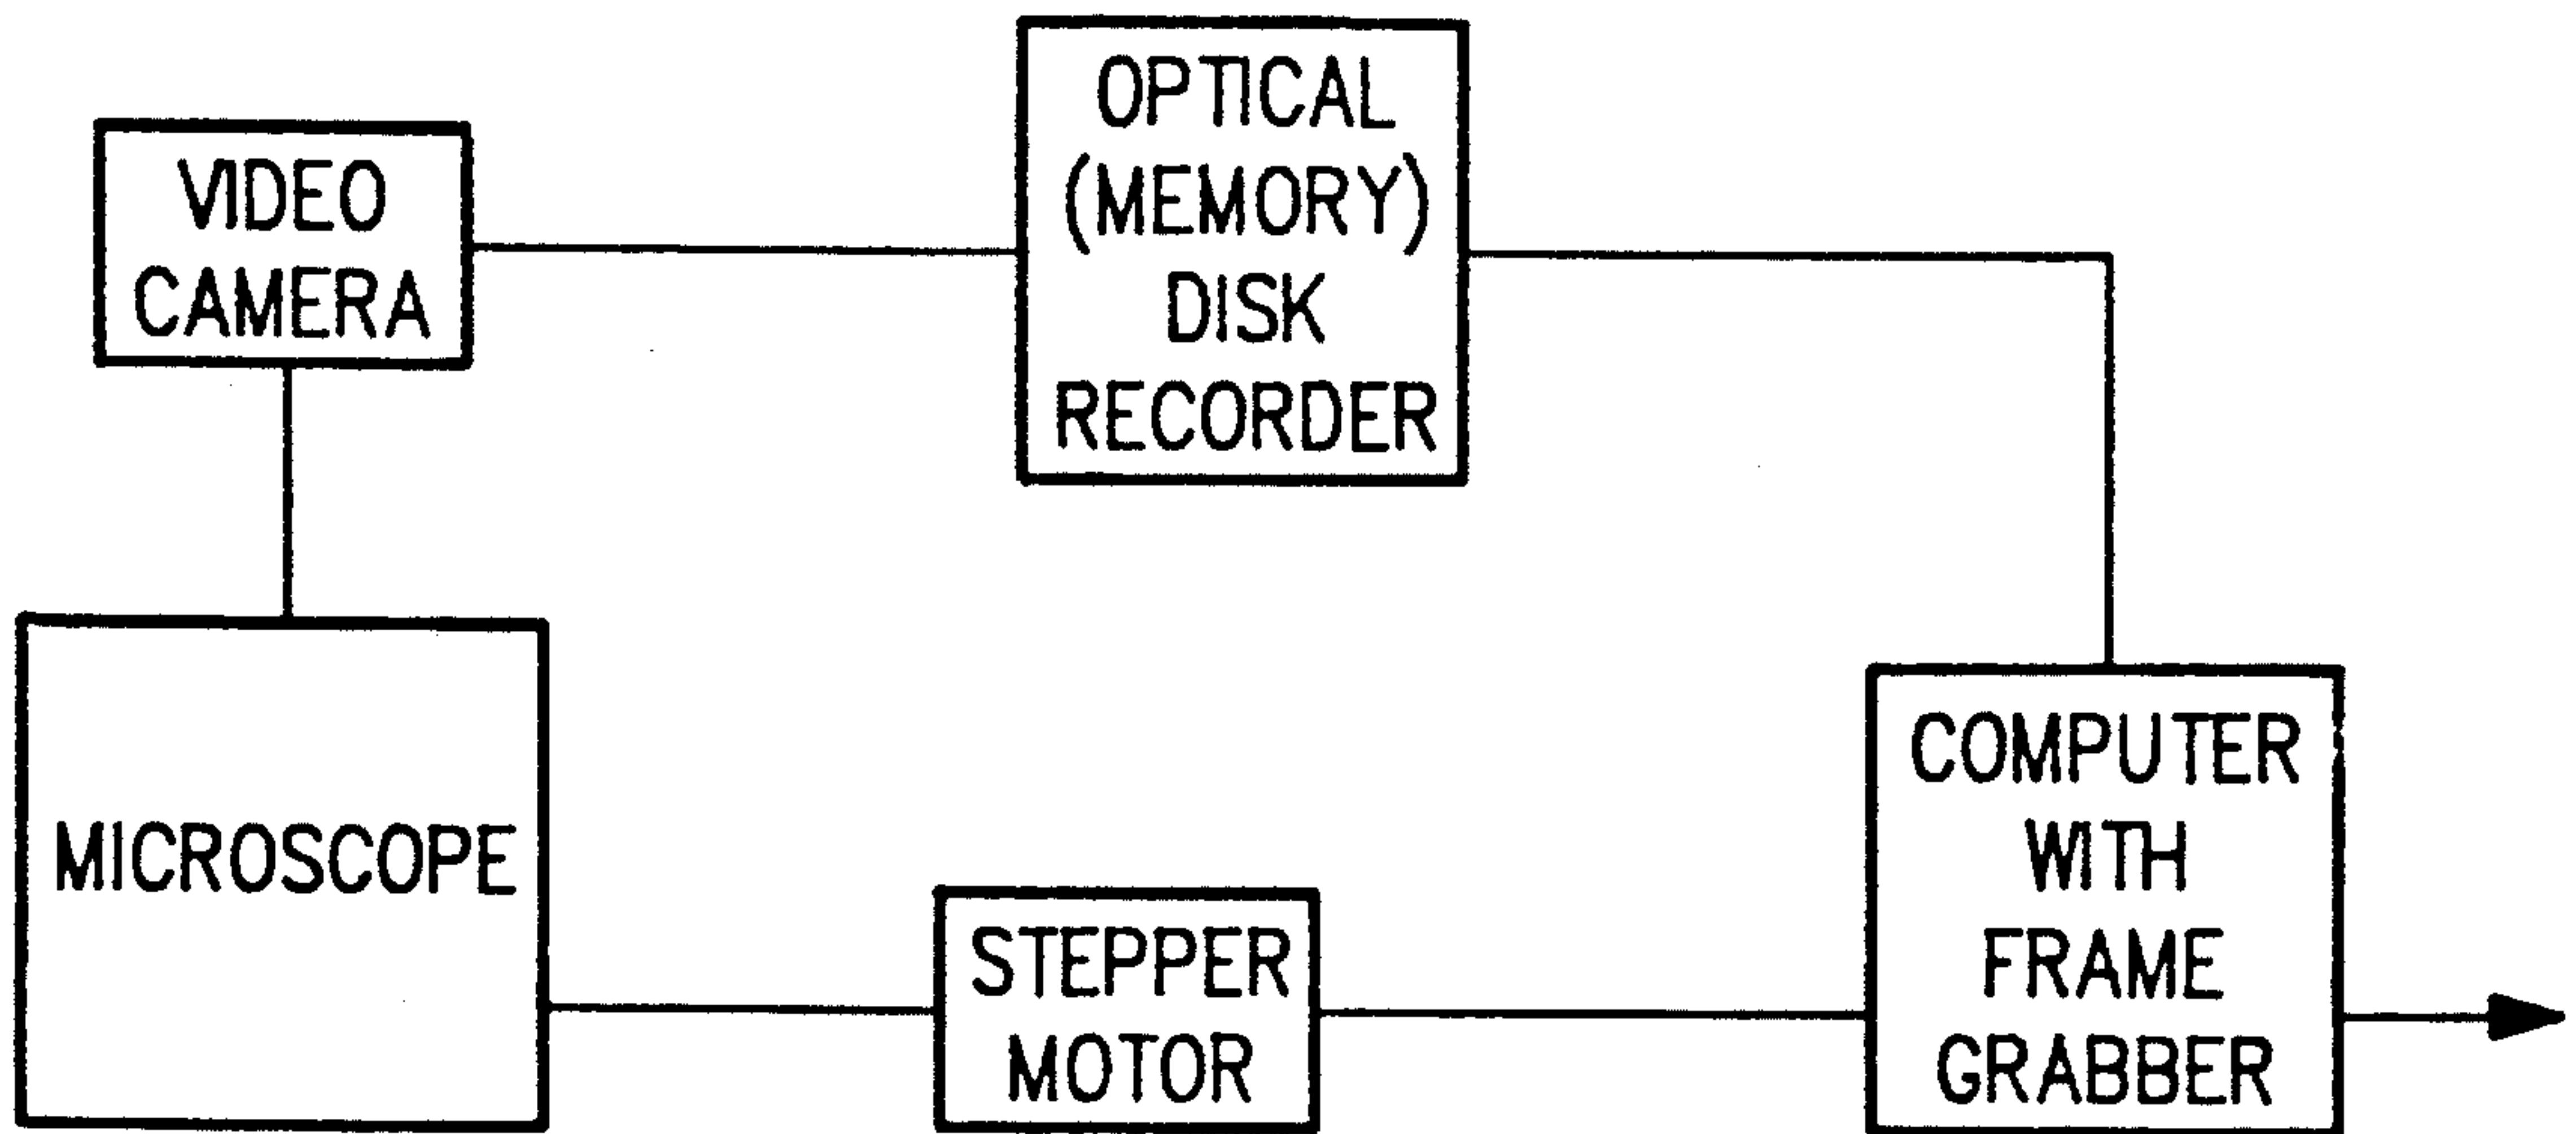 VIDEO
CAMERA
OPTICAL
(MEMORY)
DISK
RECORDER
MICROSCOPE
STEPPER
MOTOR
COMPUTER
WITH
FRAME
GRABBER